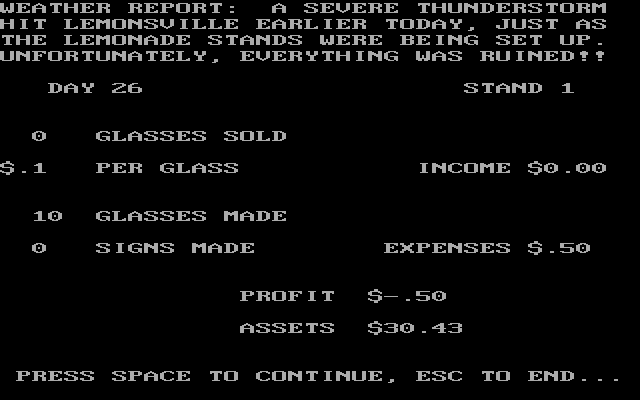 WEATHER REPORT:  A SEVERE THUNDERSTORM
HIT LEMONSVILLE EARLIER TODAY, JUST AS
THE LEMONADE STANDS WERE BEING SET UP.
UNFORTUNATELY, EVERYTHING WAS RUINED!!
DAY 26 STAND 1
0 GLASSES SOLD
$.1 PER GLASS INCOME $0.00
10 GLASSES MADE
0 SIGNS MADE EXPENSES $.50
PROFIT $-.50
ASSETS $30.43
PRESS SPACE TO CONTINUE, ESC TO END...